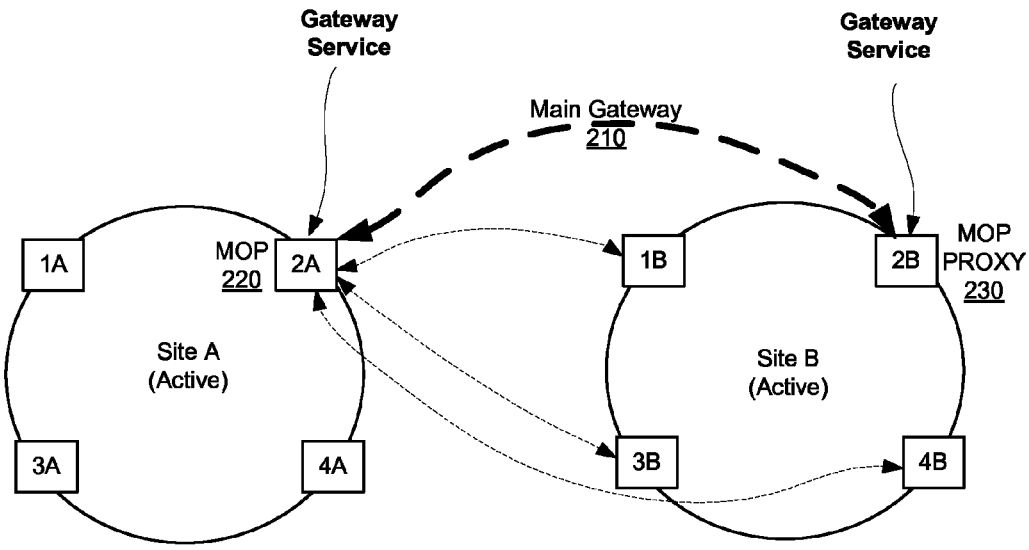 Gateway
Service
Gateway
Service
Main Gateway
210
1A
MOP
220
2A
1B
2B
MOP
PROXY
230
Site A
(Active)
Site B
(Active)
3A
4A
3B
4B